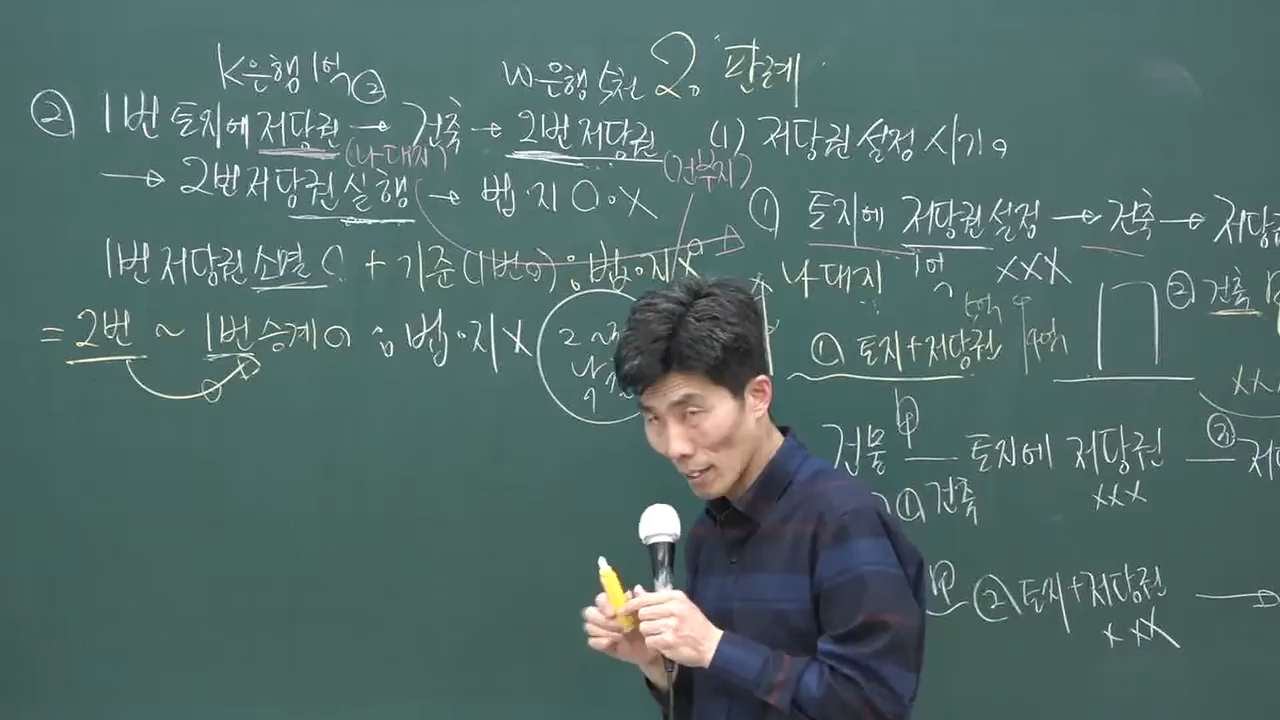 K은행 1억 ②
W은행 5천
② 1번 토지에 저당권 → 건축 → 2번 저당권
(나대지)
(건부지)
→ 2번 저당권 실행 → 법.지 O.X
1번 저당권 소멸 + 기준(1번) : 법.지X
= 2번 ~ 1번 승계 : 법.지 X
2. 판례
(1) 저당권 설정 시기
① 토지에 저당권 설정 → 건축 →
나대지 1억 XXX
② 건축
① 토지+저당권
건물 — 토지에 저당권 —
XXX
① 건축
② 토지+저당권 →
XXX